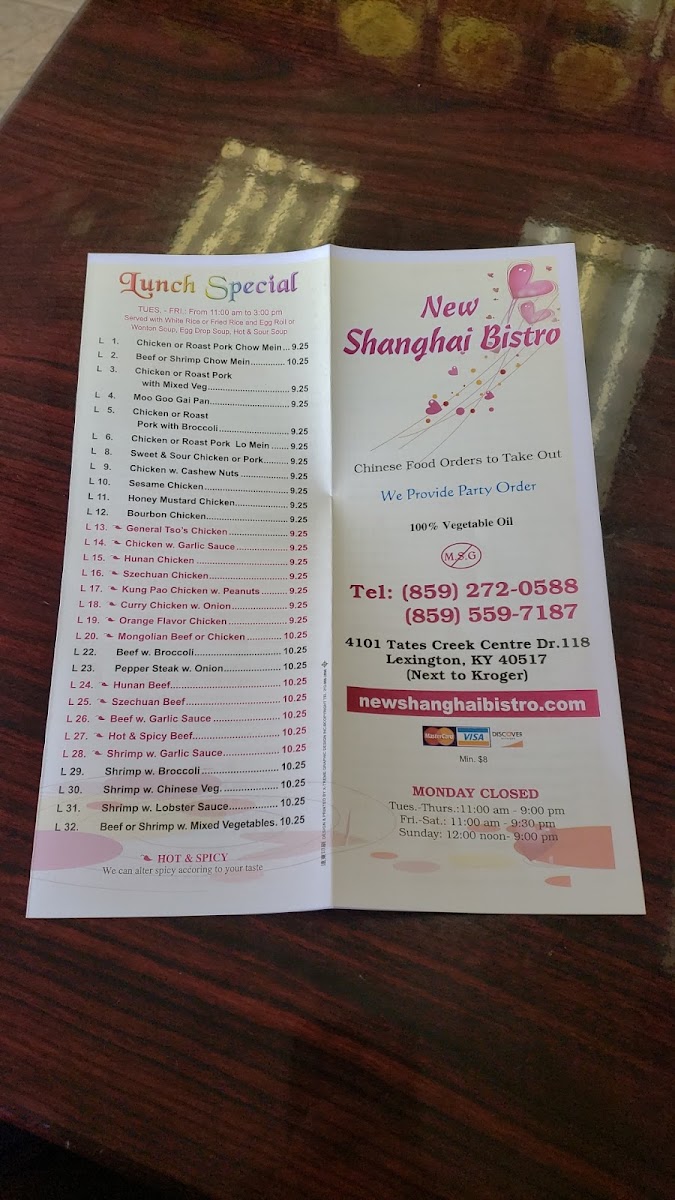 Lunch Special
TUES. - FRI.: From 11:00 am to 3:00 pm
Served with White Rice or Fried Rice and Egg Roll or
Wonton Soup, Egg Drop Soup, Hot & Sour Soup
L 1. Chicken or Roast Pork Chow Mein... 9.25
L 2. Beef or Shrimp Chow Mein............. 10.25
L 3. Chicken or Roast Pork
with Mixed Veg.............................. 9.25
L 4. Moo Goo Gai Pan............................. 9.25
L 5. Chicken or Roast
Pork with Broccoli......................... 9.25
L 6. Chicken or Roast Pork Lo Mein ...... 9.25
L 8. Sweet & Sour Chicken or Pork......... 9.25
L 9. Chicken w. Cashew Nuts ................. 9.25
L 10. Sesame Chicken.............................. 9.25
L 11. Honey Mustard Chicken................... 9.25
L 12. Bourbon Chicken.............................. 9.25
L 13. General Tso's Chicken ..................... 9.25
L 14. Chicken w. Garlic Sauce................... 9.25
L 15. Hunan Chicken ................................ 9.25
L 16. Szechuan Chicken............................ 9.25
L 17. Kung Pao Chicken w. Peanuts ......... 9.25
L 18. Curry Chicken w. Onion................... 9.25
L 19. Orange Flavor Chicken.................... 9.25
L 20. Mongolian Beef or Chicken ............ 10.25
L 22. Beef w. Broccoli............................. 10.25
L 23. Pepper Steak w. Onion................... 10.25
L 24. Hunan Beef.................................... 10.25
L 25. Szechuan Beef............................... 10.25
L 26. Beef w. Garlic Sauce ..................... 10.25
L 27. Hot & Spicy Beef............................ 10.25
L 28. Shrimp w. Garlic Sauce.................. 10.25
L 29. Shrimp w. Broccoli ........................ 10.25
L 30. Shrimp w. Chinese Veg. ................. 10.25
L 31. Shrimp w. Lobster Sauce................ 10.25
L 32. Beef or Shrimp w. Mixed Vegetables. 10.25
HOT & SPICY
We can alter spicy accoring to your taste
New
Shanghai Bistro
Chinese Food Orders to Take Out
We Provide Party Order
100% Vegetable Oil
M.S.G
Tel: (859) 272-0588
(859) 559-7187
4101 Tates Creek Centre Dr.118
Lexington, KY 40517
(Next to Kroger)
newshanghaibistro.com
MasterCard VISA DISCOVER
Min. $8
MONDAY CLOSED
Tues.-Thurs.:11:00 am - 9:00 pm
Fri.-Sat.: 11:00 am - 9:30 pm
Sunday: 12:00 noon- 9:00 pm